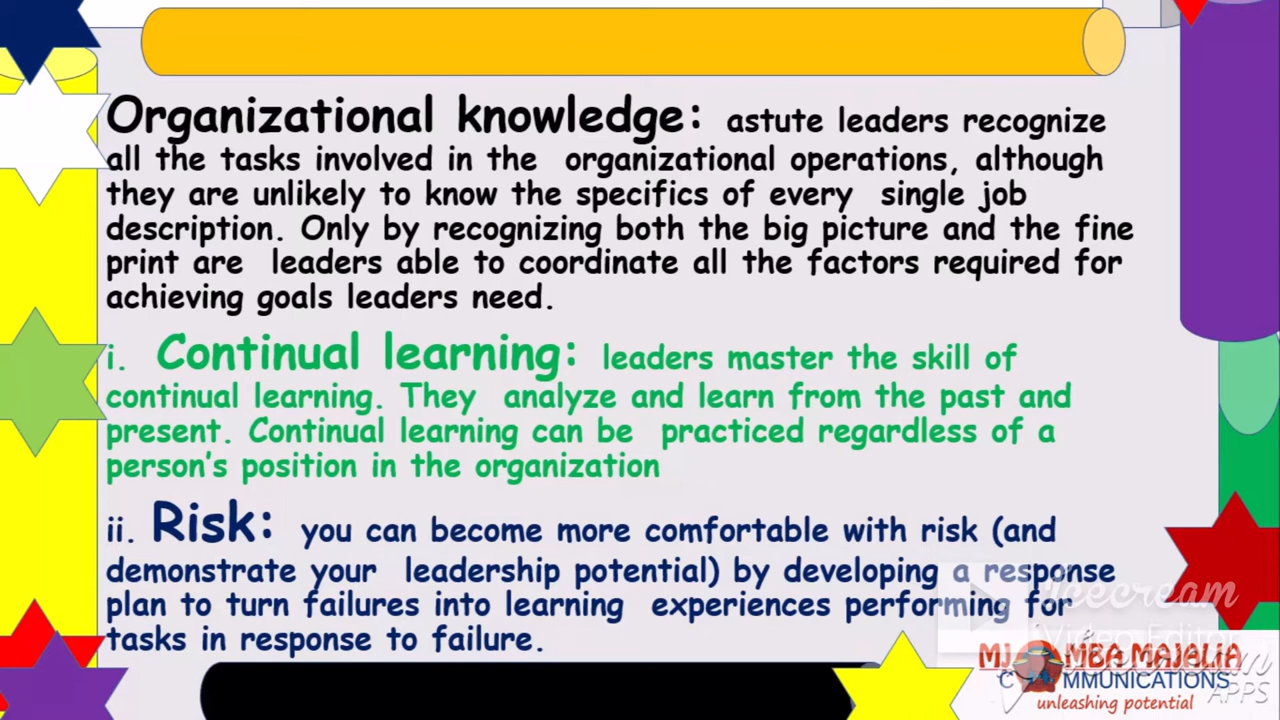 Organizational knowledge: astute leaders recognize
all the tasks involved in the organizational operations, although
they are unlikely to know the specifics of every single job
description. Only by recognizing both the big picture and the fine
print are leaders able to coordinate all the factors required for
achieving goals leaders need.
i. Continual learning: leaders master the skill of
continual learning. They analyze and learn from the past and
present. Continual learning can be practiced regardless of a
person's position in the organization
ii. Risk: you can become more comfortable with risk (and
demonstrate your leadership potential) by developing a response
plan to turn failures into learning experiences performing for
tasks in response to failure.
Icecream
Video Editor
MBA MAJALIA
MMUNICATIONS
unleashing potential
APPS